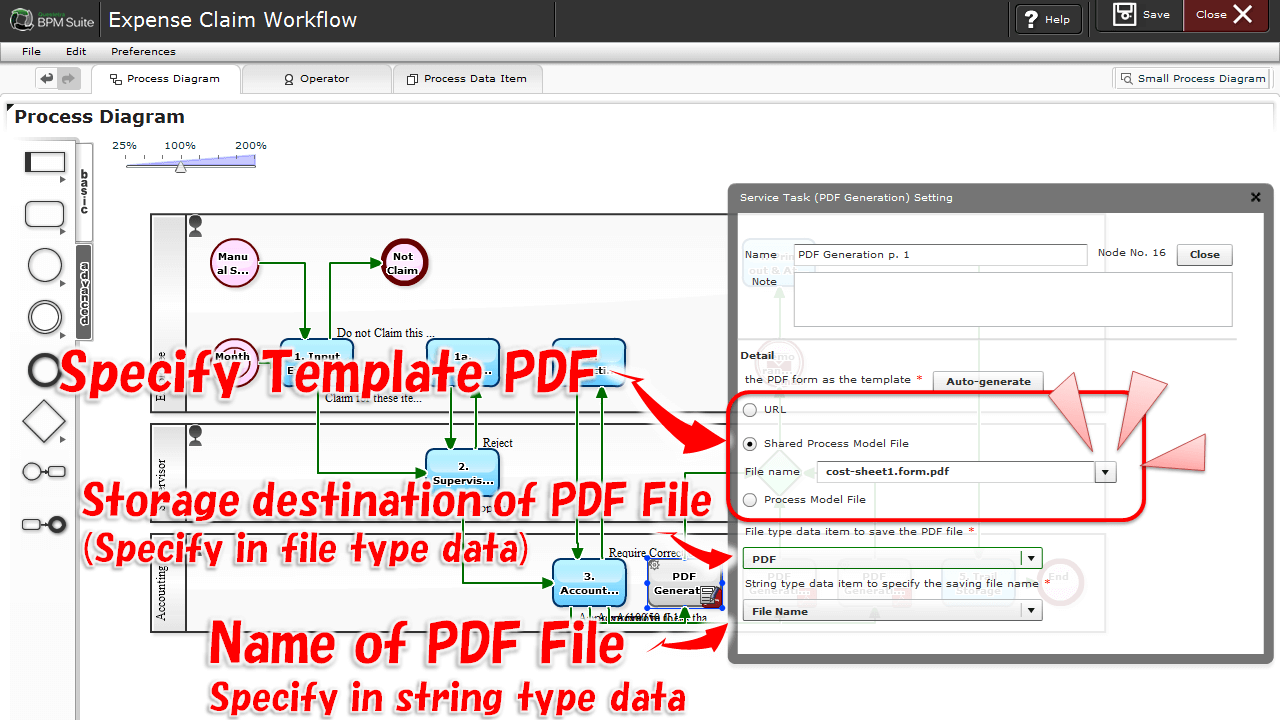 BPM Suite
Expense Claim Workflow
Help
Save
Close
File Edit Preferences
Process Diagram
Operator
Process Data Item
Small Process Diagram
Process Diagram
25% 100% 200%
basic
advanced
Manu
al S...
Not
Claim
Do not Claim this ...
Month
1. Input
1a.
Specify Template PDF
Claim for these ite...
Reject
2.
Supervis...
Storage destination of PDF File
(Specify in file type data)
Accounting
3.
Account...
PDF
Generat
Name of PDF File
Specify in string type data
Service Task (PDF Generation) Setting
Name PDF Generation p. 1 Node No. 16 Close
Note
Detail
the PDF form as the template * Auto-generate
URL
Shared Process Model File
File name cost-sheet1.form.pdf
Process Model File
File type data item to save the PDF file *
PDF
String type data item to specify the saving file name *
File Name
End